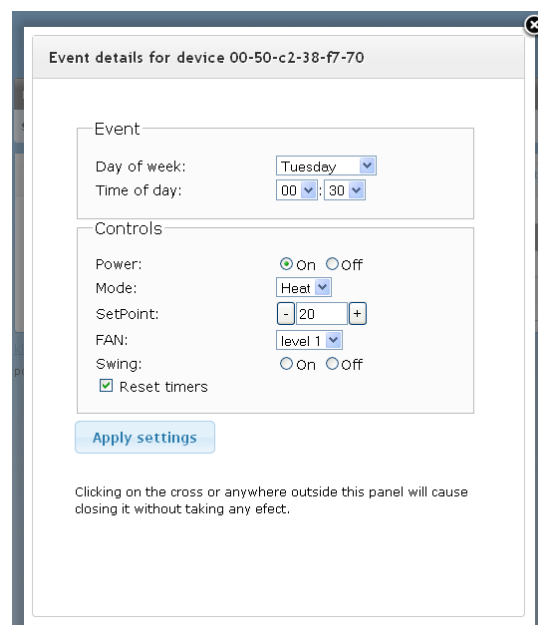 Event details for device 00-50-c2-38-f7-70
Event
Day of week: Tuesday
Time of day: 00 : 30
Controls
Power: On Off
Mode: Heat
SetPoint: - 20 +
FAN: level 1
Swing: On Off
Reset timers
Apply settings
Clicking on the cross or anywhere outside this panel will cause
closing it without taking any efect.